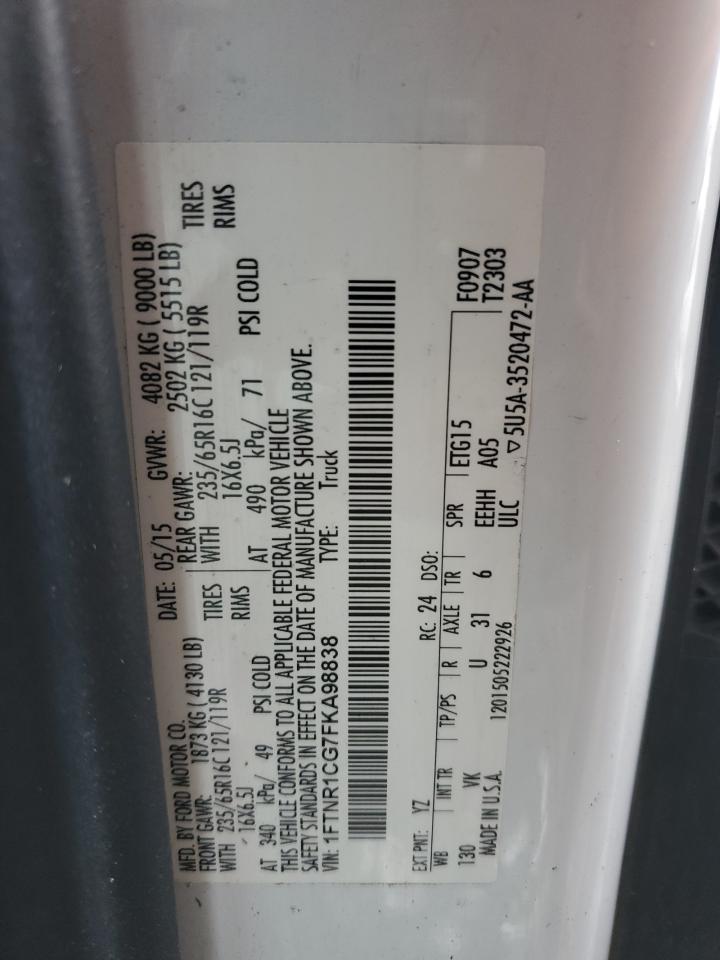 MFD. BY FORD MOTOR CO. DATE: 05/15 GVWR: 4082 KG ( 9000 LB)
FRONT GAWR: 1873 KG ( 4130 LB) REAR GAWR: 2502 KG ( 5515 LB)
WITH 235/65R16C 121/119R TIRES WITH 235/65R16C 121/119R TIRES
16X6.5J RIMS 16X6.5J RIMS
AT 340 kPa/ 49 PSI COLD AT 490 kPa/ 71 PSI COLD
THIS VEHICLE CONFORMS TO ALL APPLICABLE FEDERAL MOTOR VEHICLE
SAFETY STANDARDS IN EFFECT ON THE DATE OF MANUFACTURE SHOWN ABOVE.
VIN: 1FTNR1CG7FKA98838 TYPE: Truck
EXT PNT: YZ RC: 24 DSO: F0907
WB INT TR TP/PS R AXLE TR SPR ETG15 T2303
130 VK U 31 6 EEHH A05
MADE IN U.S.A. 1201505222926 ULC ▽5U5A-3520472-AA